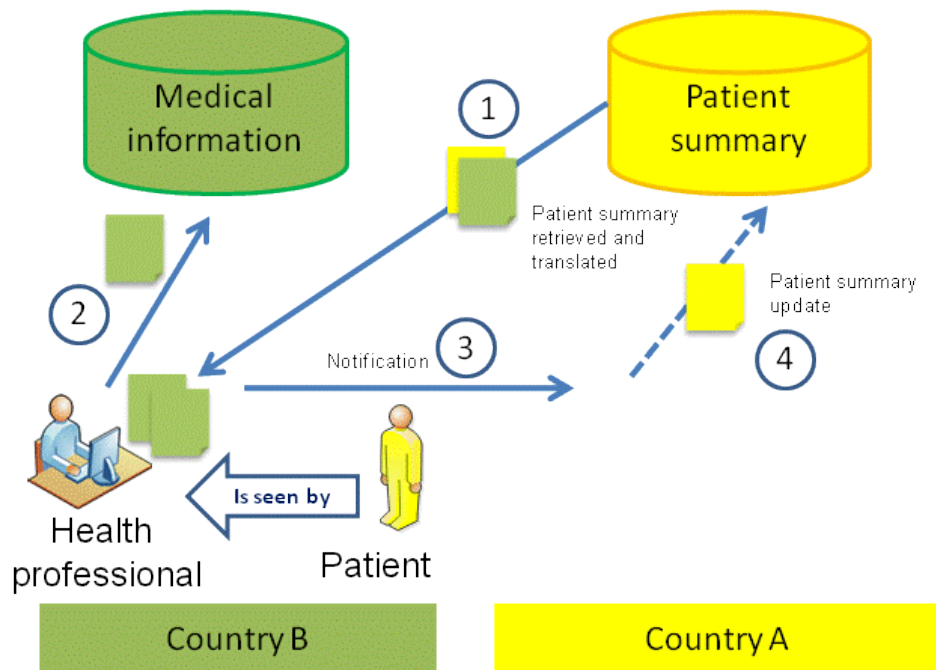 Medical
information
1
Patient
summary
Patient summary
retrieved and
translated
2
Notification
3
Patient summary
update
4
Is seen by
Health
professional
Patient
Country B
Country A